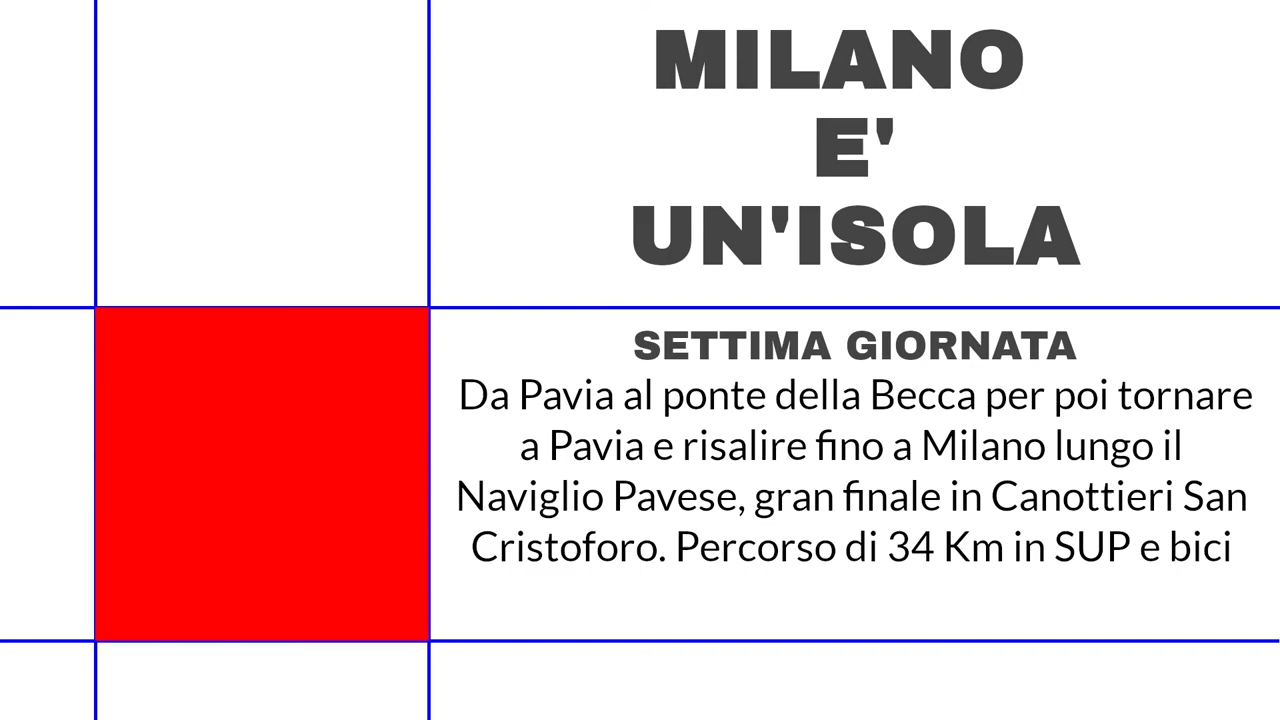 MILANO
E'
UN'ISOLA
SETTIMA GIORNATA
Da Pavia al ponte della Becca per poi tornare
a Pavia e risalire fino a Milano lungo il
Naviglio Pavese, gran finale in Canottieri San
Cristoforo. Percorso di 34 Km in SUP e bici